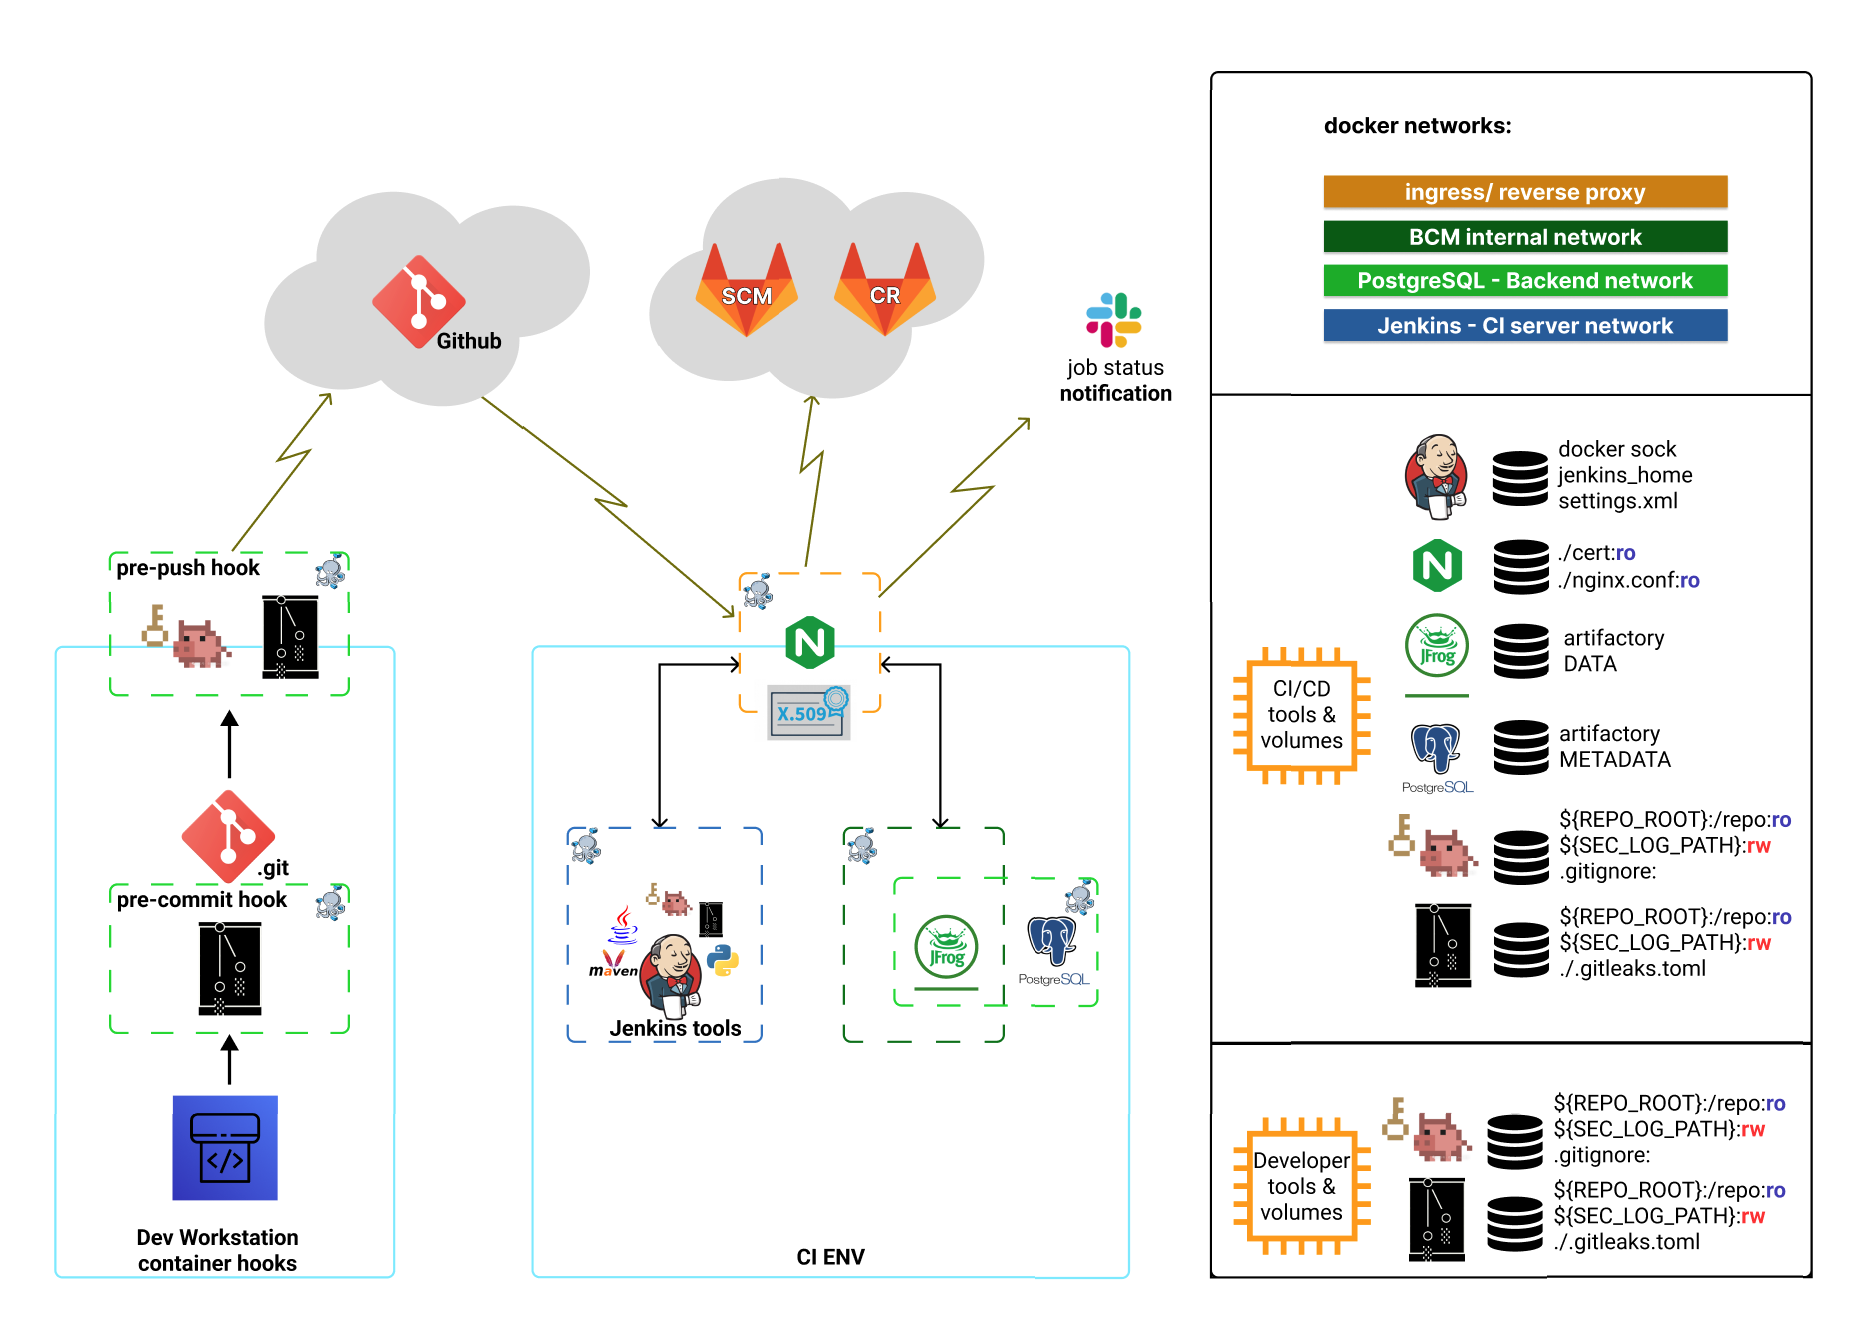 docker networks:
ingress/ reverse proxy
BCM internal network
PostgreSQL - Backend network
Jenkins - CI server network
Github
SCM
CR
job status
notification
pre-push hook
.git
pre-commit hook
Dev Workstation
container hooks
X.509
maven
Jenkins tools
JFrog
PostgreSQL
CI ENV
CI/CD
tools &
volumes
docker sock
jenkins_home
settings.xml
./cert:ro
./nginx.conf:ro
JFrog
artifactory
DATA
PostgreSQL
artifactory
METADATA
${REPO_ROOT}:/repo:ro
${SEC_LOG_PATH}:rw
.gitignore:
${REPO_ROOT}:/repo:ro
${SEC_LOG_PATH}:rw
./.gitleaks.toml
Developer
tools &
volumes
${REPO_ROOT}:/repo:ro
${SEC_LOG_PATH}:rw
.gitignore:
${REPO_ROOT}:/repo:ro
${SEC_LOG_PATH}:rw
./.gitleaks.toml